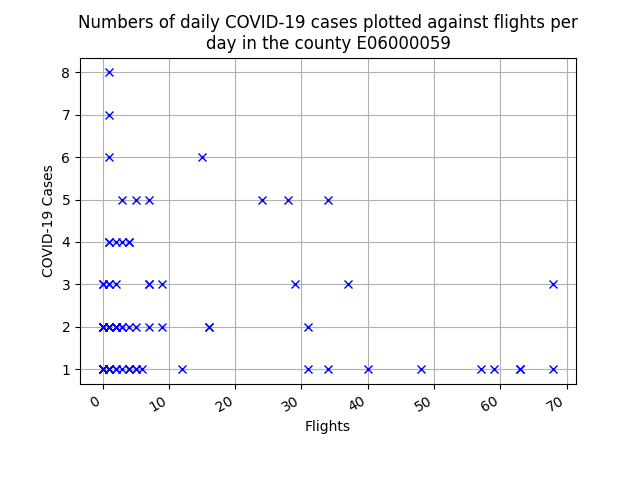 Numbers of daily COVID-19 cases plotted against flights per
day in the county E06000059
8
7
6
5
4
3
2
1
COVID-19 Cases
0 10 20 30 40 50 60 70
Flights